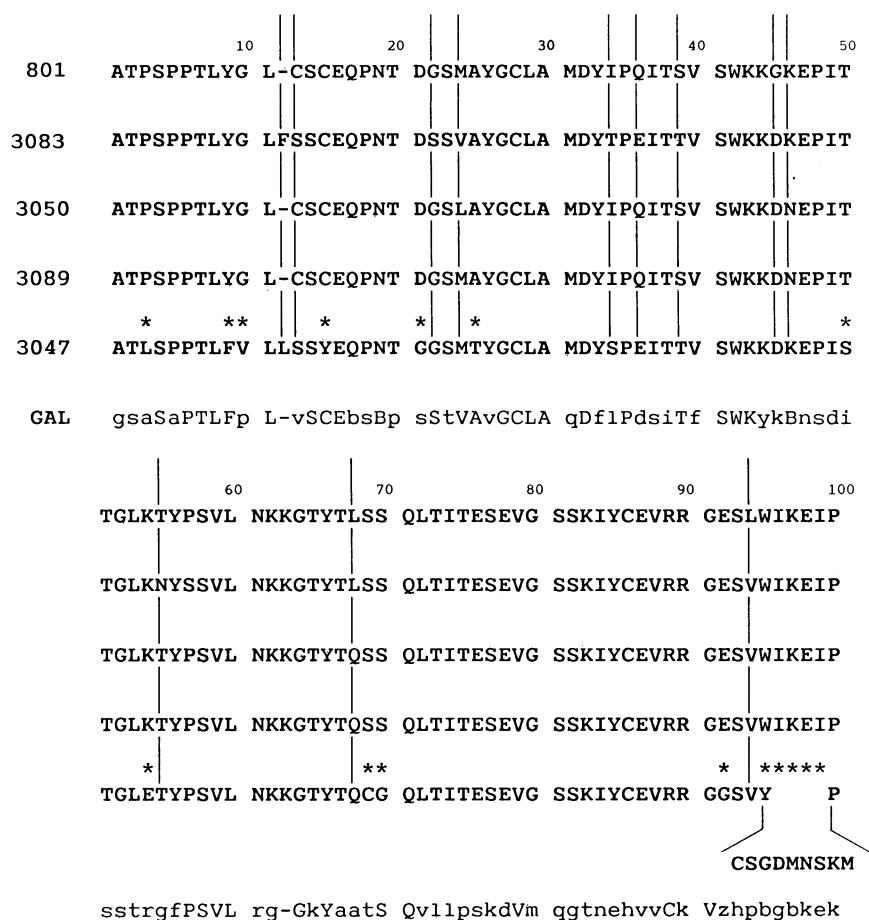 10 20 30 40 50
801 ATPSPPTLYG L-CSCEQPNT DGSMAYGCLA MDYIPQITSV SWKKGKEPIT
3083 ATPSPPTLYG LFSSCEQPNT DSSVAYGCLA MDYTPEITTV SWKKDKEPIT
3050 ATPSPPTLYG L-CSCEQPNT DGSLAYGCLA MDYIPQITSV SWKKDNEPIT
3089 ATPSPPTLYG L-CSCEQPNT DGSMAYGCLA MDYIPQITSV SWKKDNEPIT
* ** * * * *
3047 ATLSPPTLFV LLSSYEQPNT GGSMTYGCLA MDYSPEITTV SWKKDKEPIS
GAL gsaSaPTLFp L-vSCEbsBp sStVAvGCLA qDflPdsiTf SWKykBnsdi
60 70 80 90 100
TGLKTYPSVL NKKGTYTLSS QLTITESEVG SSKIYCEVRR GESLWIKEIP
TGLKNYSSVL NKKGTYTLSS QLTITESEVG SSKIYCEVRR GESVWIKEIP
TGLKTYPSVL NKKGTYTQSS QLTITESEVG SSKIYCEVRR GESVWIKEIP
TGLKTYPSVL NKKGTYTQSS QLTITESEVG SSKIYCEVRR GESVWIKEIP
* ** * *****
TGLETYPSVL NKKGTYTQCG QLTITESEVG SSKIYCEVRR GGSVY P
CSGDMNSKM
sstrgfPSVL rg-GkYaatS QvllpskdVm qgtnehvvCk Vzhpbgbkek